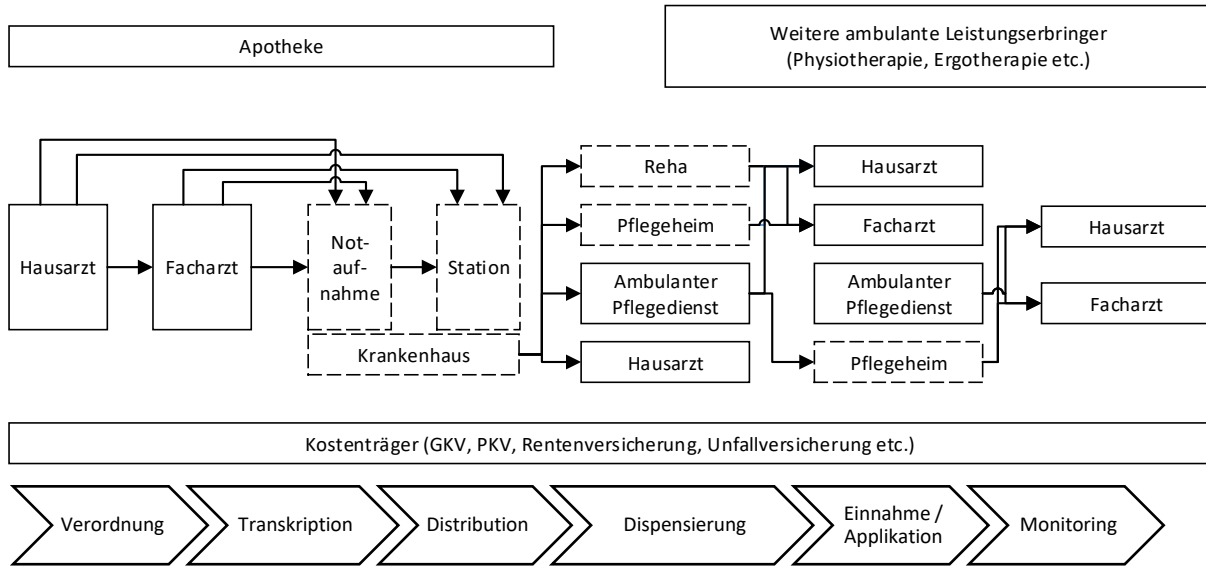 Apotheke
Weitere ambulante Leistungserbringer
(Physiotherapie, Ergotherapie etc.)
Hausarzt
Facharzt
Not-
auf-
nahme
Station
Krankenhaus
Reha
Pflegeheim
Ambulanter
Pflegedienst
Hausarzt
Hausarzt
Facharzt
Ambulanter
Pflegedienst
Pflegeheim
Hausarzt
Facharzt
Kostenträger (GKV, PKV, Rentenversicherung, Unfallversicherung etc.)
Verordnung
Transkription
Distribution
Dispensierung
Einnahme /
Applikation
Monitoring